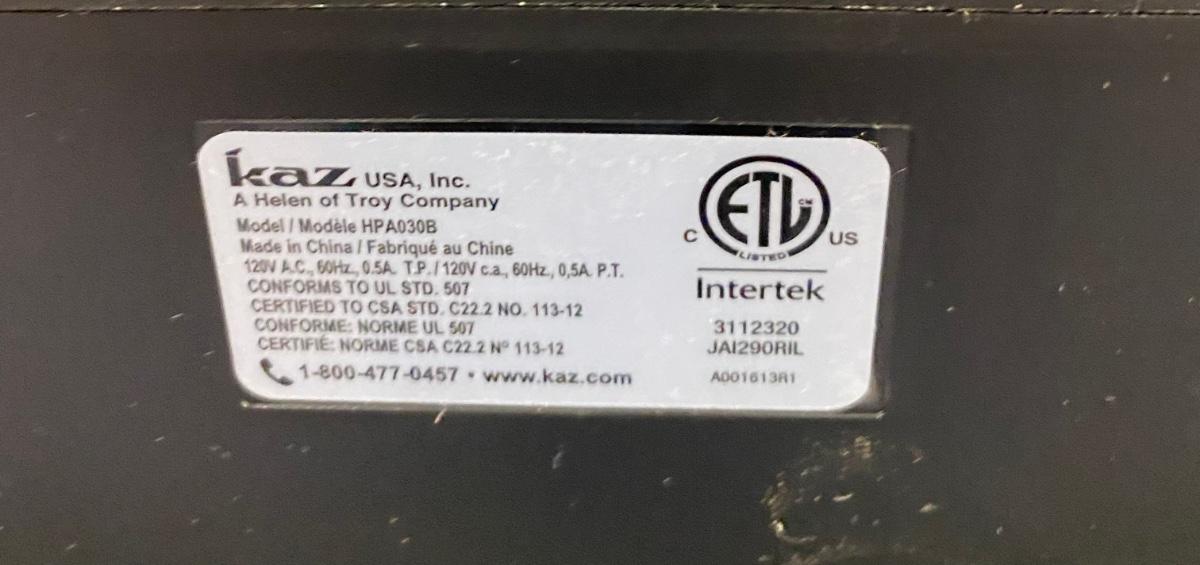 kaz USA, Inc.
A Helen of Troy Company
Model / Modèle HPA030B
Made in China / Fabriqué au Chine
120V A.C., 60Hz., 0.5A. T.P. / 120V c.a., 60Hz., 0,5A. P.T.
CONFORMS TO UL STD. 507
CERTIFIED TO CSA STD. C22.2 NO. 113-12
CONFORME: NORME UL 507
CERTIFIÉ: NORME CSA C22.2 Nº 113-12
1-800-477-0457 • www.kaz.com
ETL CM
LISTED
C US
Intertek
3112320
JAI290RIL
A001613R1